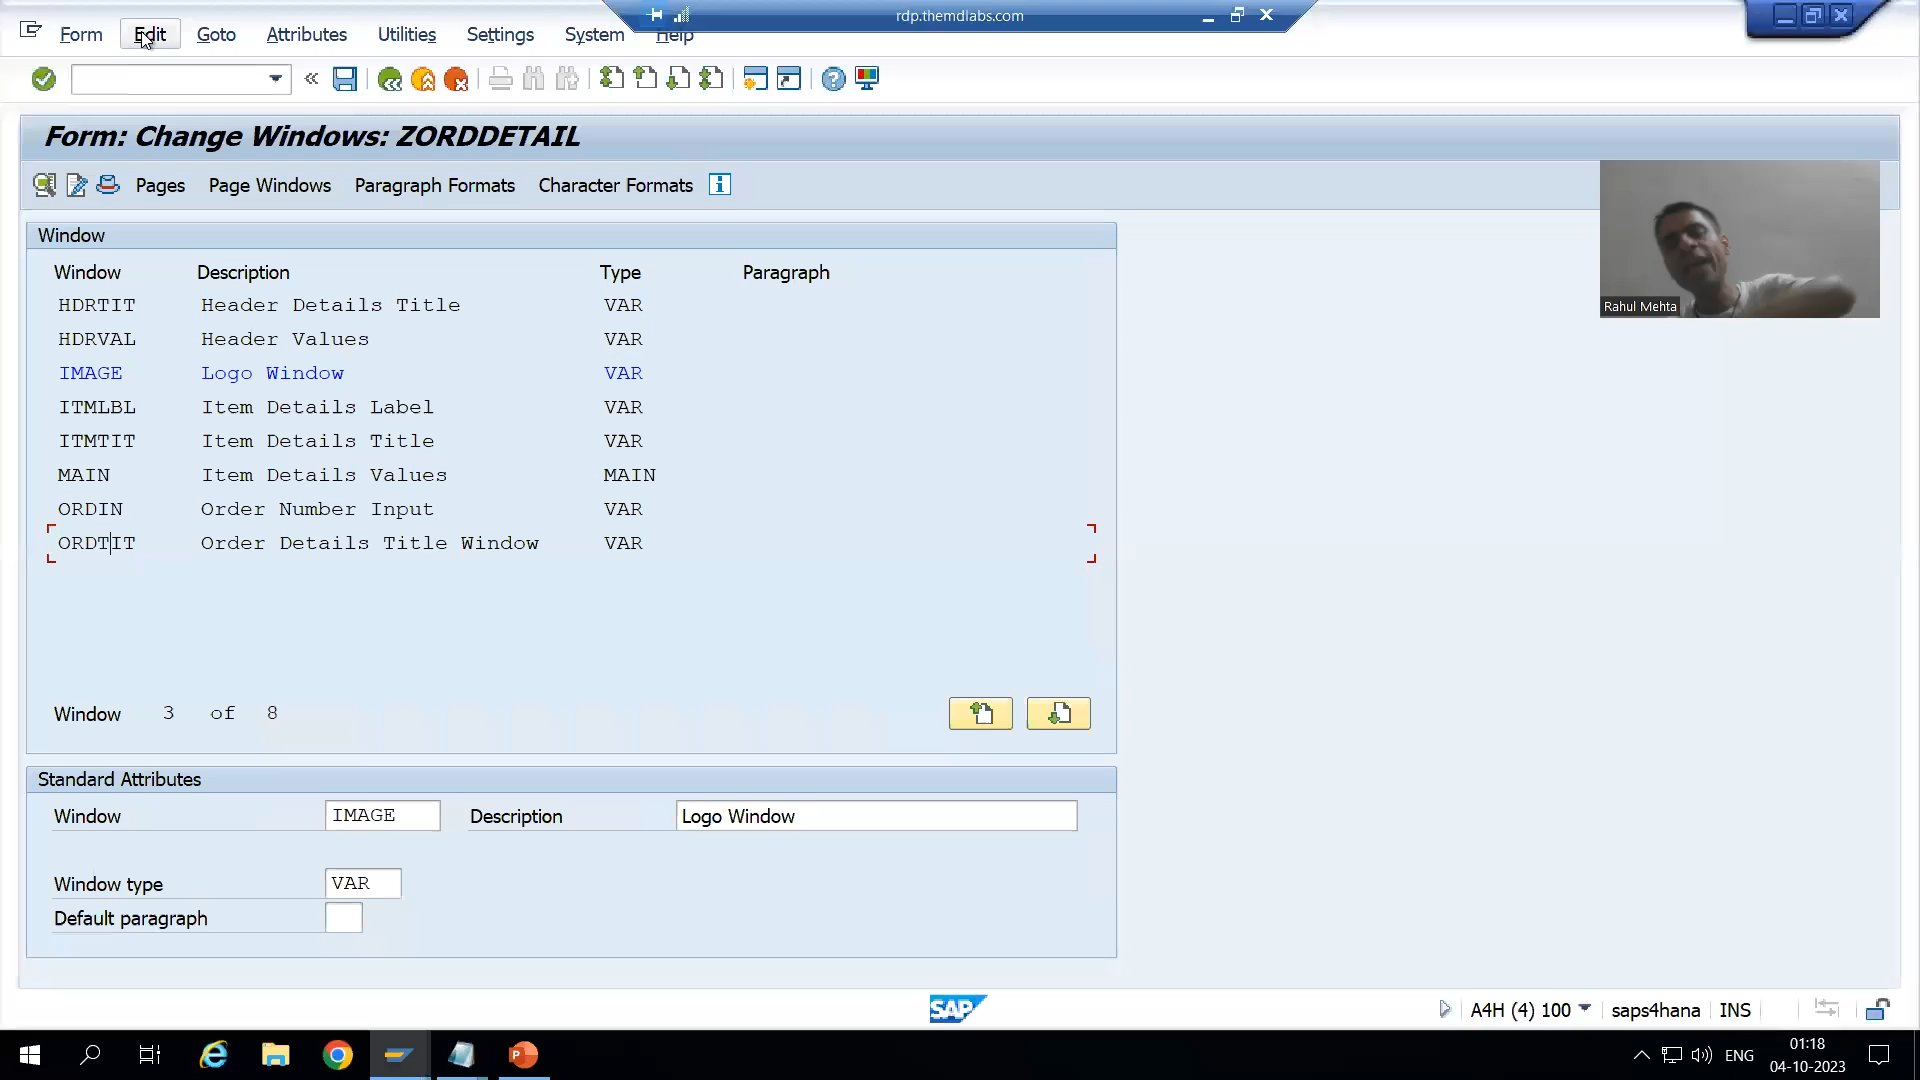 rdp.themdlabs.com
Form Edit Goto Attributes Utilities Settings System Help
Form: Change Windows: ZORDDETAIL
Pages Page Windows Paragraph Formats Character Formats
Window
Window Description Type Paragraph
HDRTIT Header Details Title VAR
HDRVAL Header Values VAR
IMAGE Logo Window VAR
ITMLBL Item Details Label VAR
ITMTIT Item Details Title VAR
MAIN Item Details Values MAIN
ORDIN Order Number Input VAR
ORDTIT Order Details Title Window VAR
Window 3 of 8
Standard Attributes
Window IMAGE Description Logo Window
Window type VAR
Default paragraph
Rahul Mehta
SAP A4H (4) 100 saps4hana INS
ENG 01:18
04-10-2023